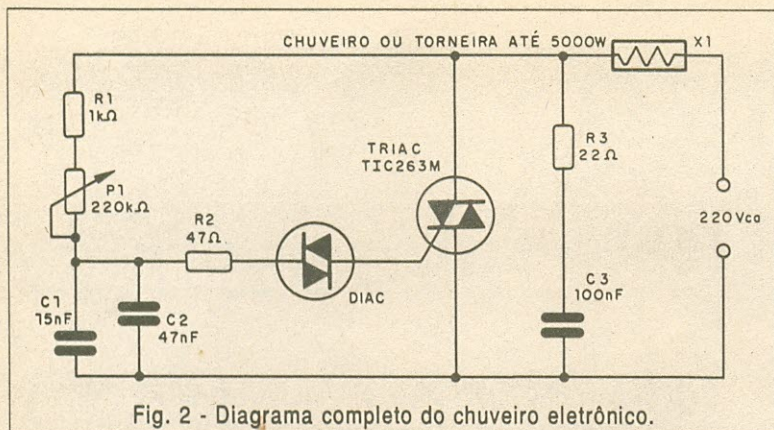 CHUVEIRO OU TORNEIRA ATÉ 5000W
X1
R1
1kΩ
P1
220kΩ
R2
47Ω
TRIAC
TIC263M
R3
22Ω
220Vca
DIAC
C1
15nF
C2
47nF
C3
100nF
Fig. 2 - Diagrama completo do chuveiro eletrônico.